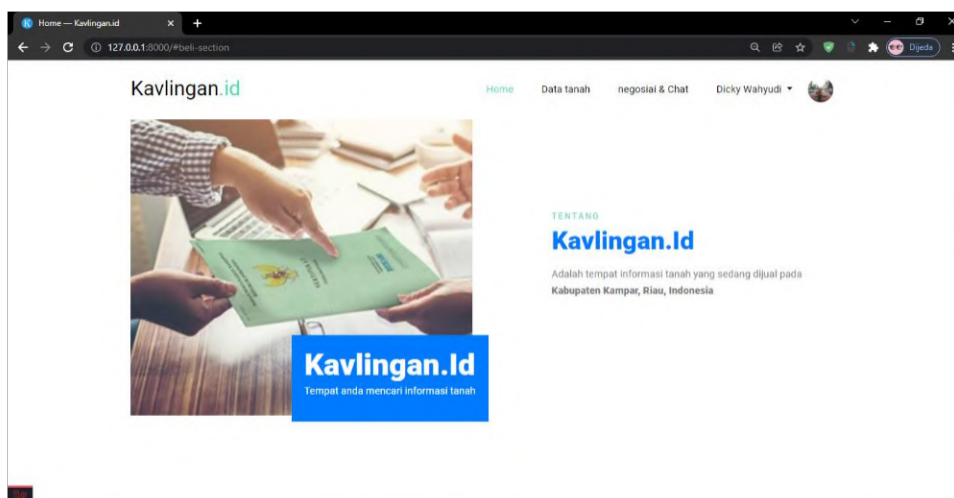 Home — Kavlingan.id
127.0.0.1:8000/#beli-section
Dijeda
Kavlingan.id
Home
Data tanah
negosiai & Chat
Dicky Wahyudi
TENTANG
Kavlingan.Id
Adalah tempat informasi tanah yang sedang dijual pada
Kabupaten Kampar, Riau, Indonesia
Kavlingan.Id
Tempat anda mencari informasi tanah